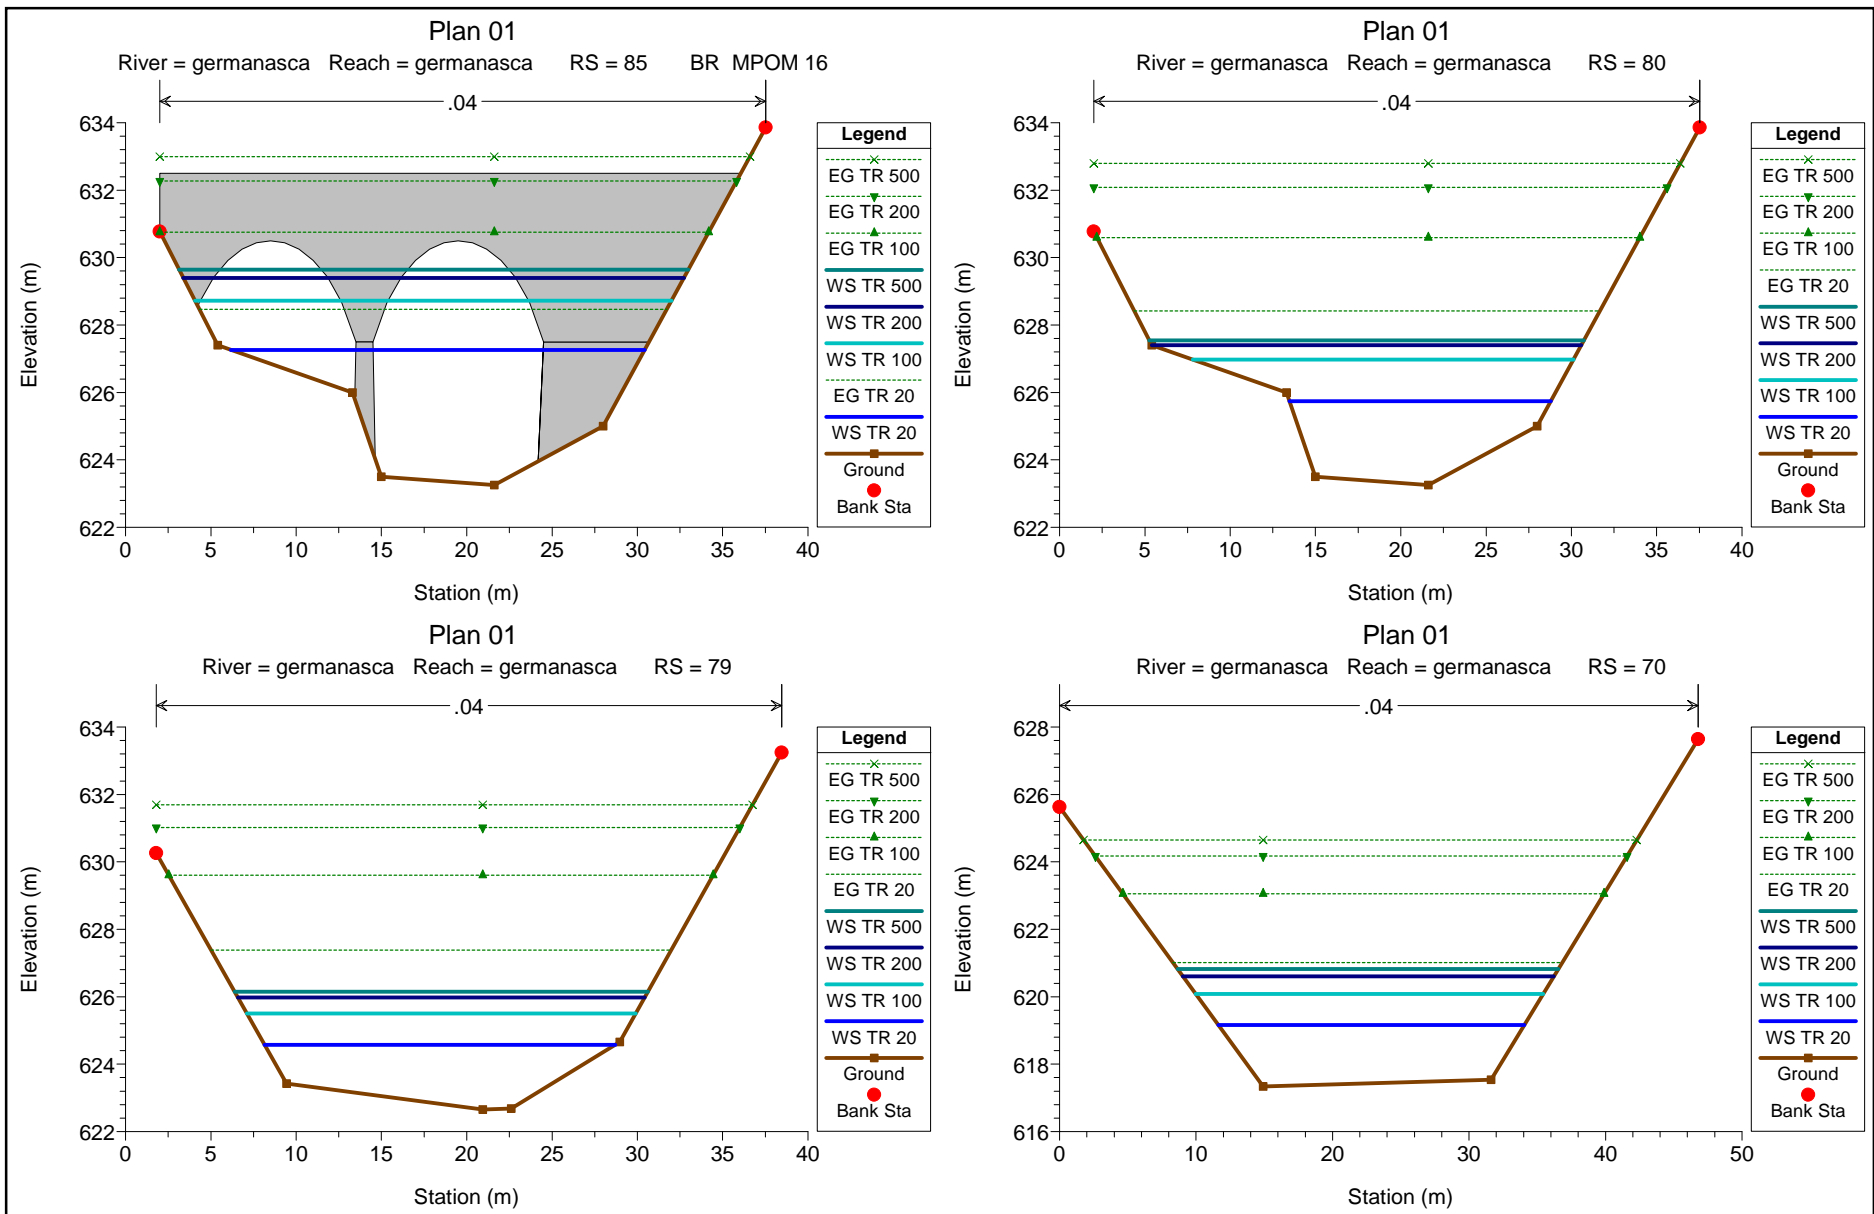 Plan 01
River = germanasca Reach = germanasca RS = 85 BR MPOM 16
.04
634
632
630
628
626
624
622
0 5 10 15 20 25 30 35 40
Elevation (m)
Station (m)
Legend
EG TR 500
EG TR 200
EG TR 100
WS TR 500
WS TR 200
WS TR 100
EG TR 20
WS TR 20
Ground
Bank Sta
Plan 01
River = germanasca Reach = germanasca RS = 80
.04
634
632
630
628
626
624
622
0 5 10 15 20 25 30 35 40
Elevation (m)
Station (m)
Legend
EG TR 500
EG TR 200
EG TR 100
EG TR 20
WS TR 500
WS TR 200
WS TR 100
WS TR 20
Ground
Bank Sta
Plan 01
River = germanasca Reach = germanasca RS = 79
.04
634
632
630
628
626
624
622
0 5 10 15 20 25 30 35 40
Elevation (m)
Station (m)
Legend
EG TR 500
EG TR 200
EG TR 100
EG TR 20
WS TR 500
WS TR 200
WS TR 100
WS TR 20
Ground
Bank Sta
Plan 01
River = germanasca Reach = germanasca RS = 70
.04
628
626
624
622
620
618
616
0 10 20 30 40 50
Elevation (m)
Station (m)
Legend
EG TR 500
EG TR 200
EG TR 100
EG TR 20
WS TR 500
WS TR 200
WS TR 100
WS TR 20
Ground
Bank Sta